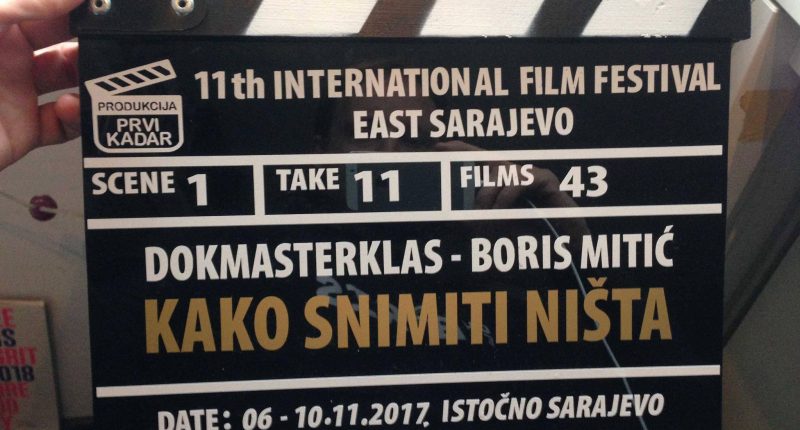 PRODUKCIJA
PRVI
KADAR
11th INTERNATIONAL FILM FESTIVAL
EAST SARAJEVO
SCENE 1 TAKE 11 FILMS 43
DOKMASTERKLAS - BORIS MITIĆ
KAKO SNIMITI NIŠTA
DATE: 06 - 10.11.2017. ISTOČNO SARAJEVO